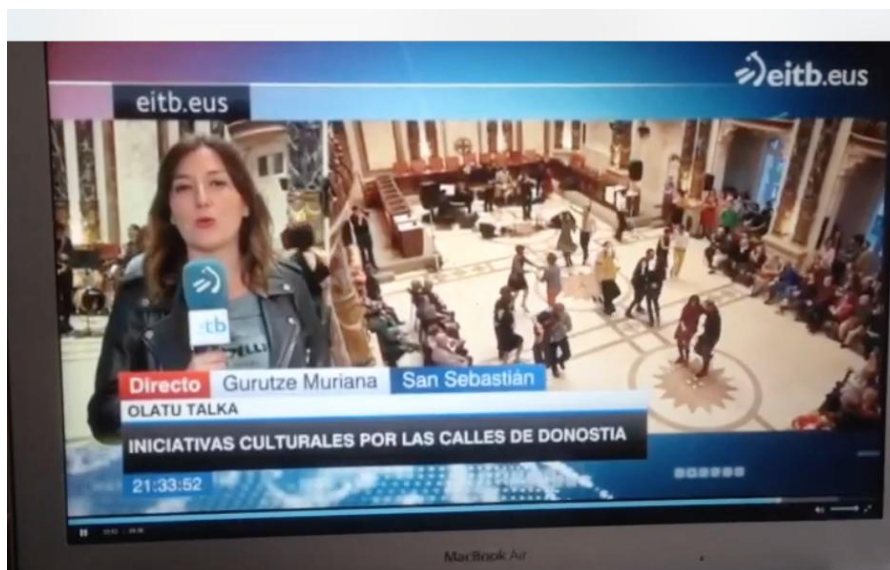 eitb.eus
eitb.eus
eitb
Directo Gurutze Muriana San Sebastián
OLATU TALKA
INICIATIVAS CULTURALES POR LAS CALLES DE DONOSTIA
21:33:52
MacBook Air